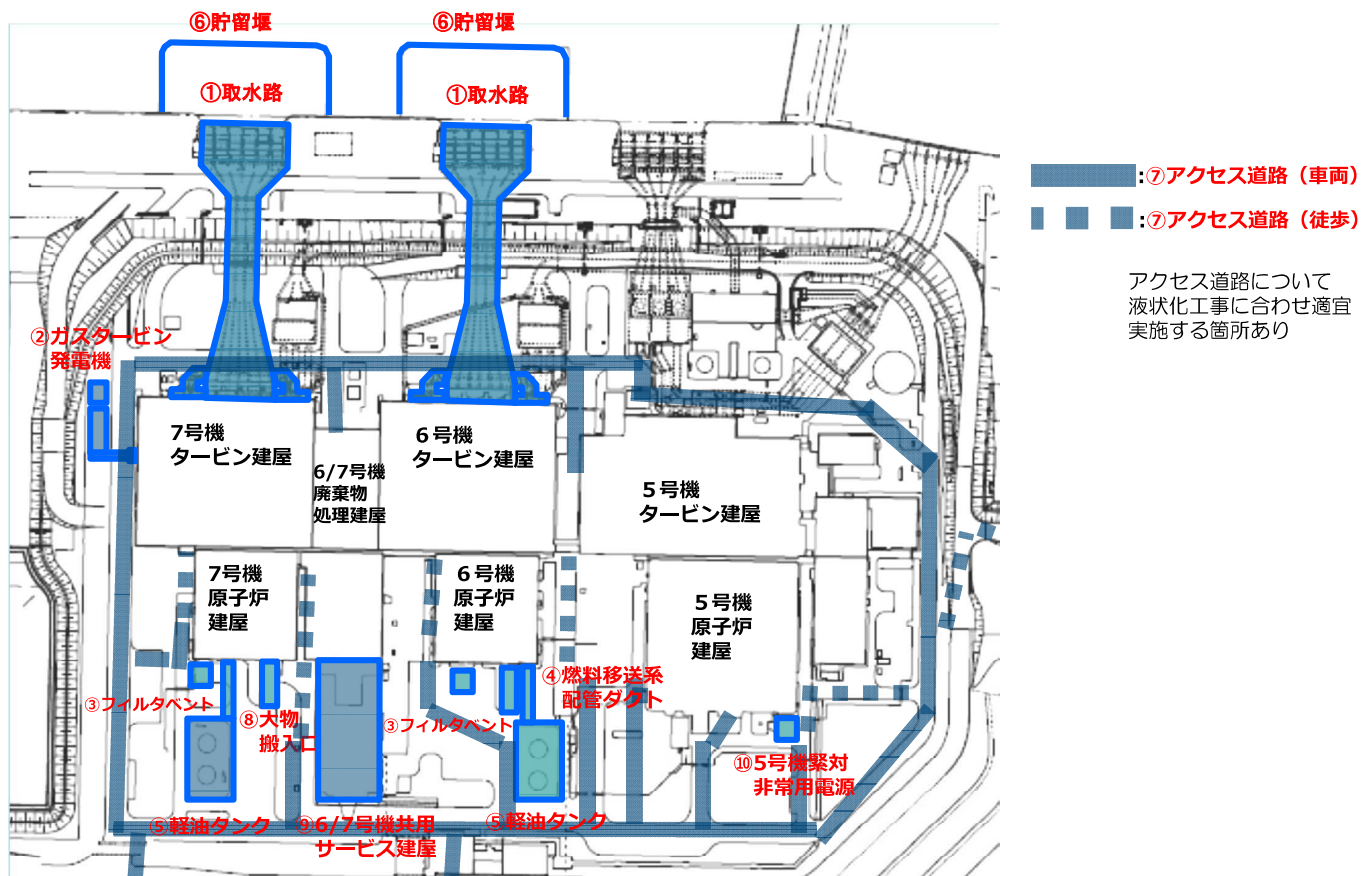 ⑥貯留堰
⑥貯留堰
①取水路
①取水路
:⑦アクセス道路（車両）
:⑦アクセス道路（徒歩）
アクセス道路について
液状化工事に合わせ適宜
実施する箇所あり
②ガスタービン
発電機
7号機
タービン建屋
6/7号機
廃棄物
処理建屋
６号機
タービン建屋
５号機
タービン建屋
7号機
原子炉
建屋
６号機
原子炉
建屋
５号機
原子炉
建屋
③フィルタベント
⑧大物
搬入口
③フィルタベント
④燃料移送系
配管ダクト
⑩5号機緊対
非常用電源
⑤軽油タンク
⑨6/7号機共用
サービス建屋
⑤軽油タンク